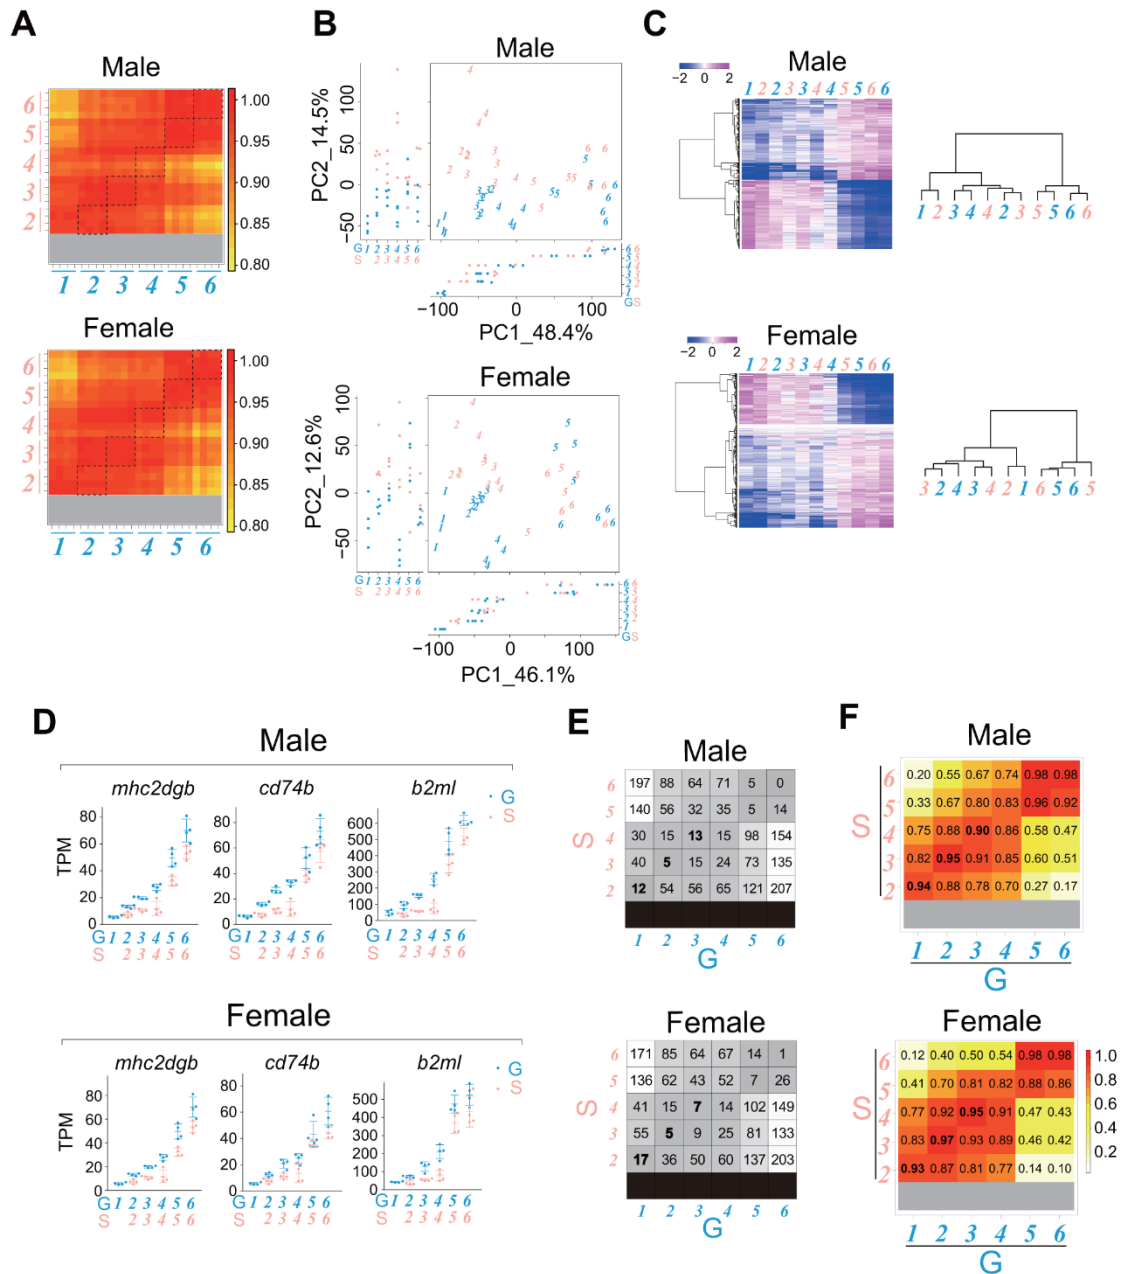 A
Male
6
5
4
3
2
1.00
0.95
0.90
0.85
0.80
1 2 3 4 5 6
Female
6
5
4
3
2
1.00
0.95
0.90
0.85
0.80
1 2 3 4 5 6
B
Male
PC2_14.5%
100
50
0
−50
G 1 2 3 4 5 6
S 2 3 4 5 6
−100 0 100
GS
PC1_48.4%
Female
PC2_12.6%
100
50
0
−50
G 1 2 3 4 5 6
S 2 3 4 5 6
−100 0 100
GS
PC1_46.1%
C
Male
−2 0 2
1 2 2 3 3 4 4 5 5 6 6
1 2 3 4 4 2 3 5 5 6 6
Female
−2 0 2
1 2 2 3 3 4 4 5 5 6 6
3 2 4 3 4 2 1 6 5 6 5
D
Male
mhc2dgb cd74b b2ml
G
S
TPM
80
60
40
20
0
80
60
40
20
0
600
500
400
300
200
100
0
G 1 2 3 4 5 6 1 2 3 4 5 6 1 2 3 4 5 6
S 2 3 4 5 6 2 3 4 5 6 2 3 4 5 6
Female
mhc2dgb cd74b b2ml
G
S
TPM
80
60
40
20
0
80
60
40
20
0
500
400
300
200
100
0
G 1 2 3 4 5 6 1 2 3 4 5 6 1 2 3 4 5 6
S 2 3 4 5 6 2 3 4 5 6 2 3 4 5 6
E
Male
S
6 197 88 64 71 5 0
5 140 56 32 35 5 14
4 30 15 13 15 98 154
3 40 5 15 24 73 135
2 12 54 56 65 121 207
1 2 3 4 5 6
G
Female
S
6 171 85 64 67 14 1
5 136 62 43 52 7 26
4 41 15 7 14 102 149
3 55 5 9 25 81 133
2 17 36 50 60 137 203
1 2 3 4 5 6
G
F
Male
S
6 0.20 0.55 0.67 0.74 0.98 0.98
5 0.33 0.67 0.80 0.83 0.96 0.92
4 0.75 0.88 0.90 0.86 0.58 0.47
3 0.82 0.95 0.91 0.85 0.60 0.51
2 0.94 0.88 0.78 0.70 0.27 0.17
1 2 3 4 5 6
G
Female
S
6 0.12 0.40 0.50 0.54 0.98 0.98
5 0.41 0.70 0.81 0.82 0.88 0.86
4 0.77 0.92 0.95 0.91 0.47 0.43
3 0.83 0.97 0.93 0.89 0.46 0.42
2 0.93 0.87 0.81 0.77 0.14 0.10
1 2 3 4 5 6
G
1.0
0.8
0.6
0.4
0.2